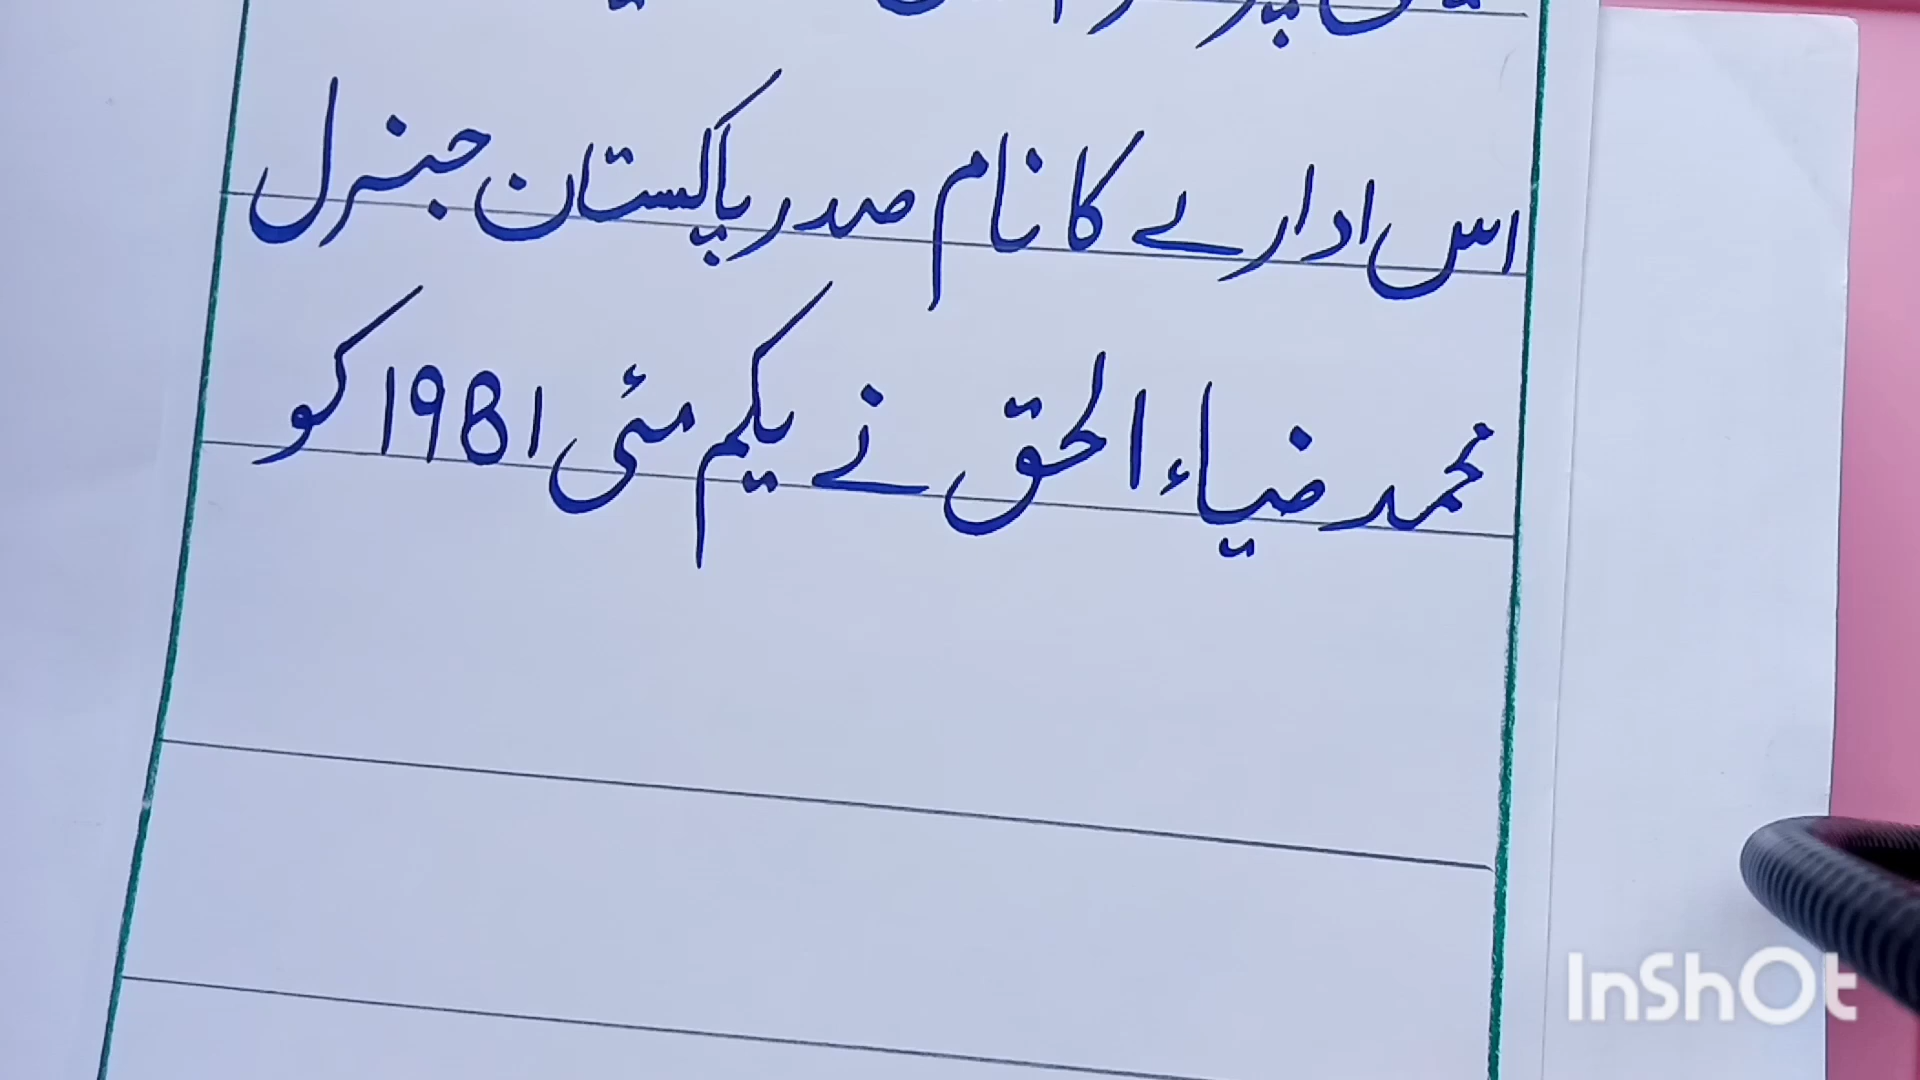 اس ادارے کا نام صدر پاکستان جنرل
محمد ضیاء الحق نے یکم مئی 1981 کو
InShOt